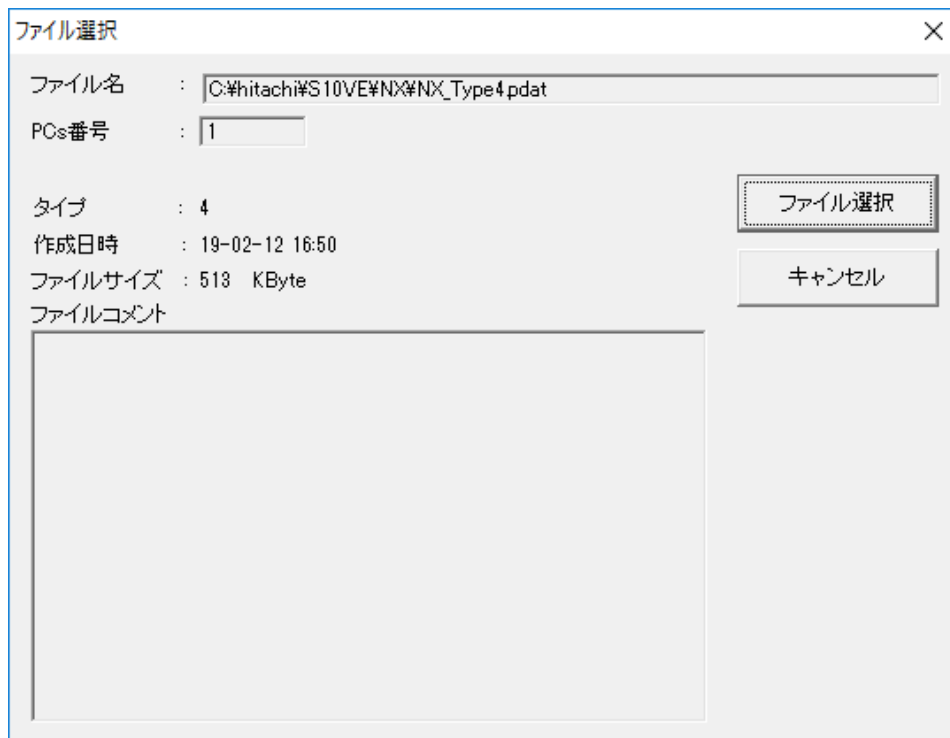 ファイル選択
ファイル名 : C:¥hitachi¥S10VE¥NX¥NX_Type4.pdat
PCs番号 : 1
タイプ : 4
作成日時 : 19-02-12 16:50
ファイルサイズ : 513 KByte
ファイルコメント
ファイル選択
キャンセル